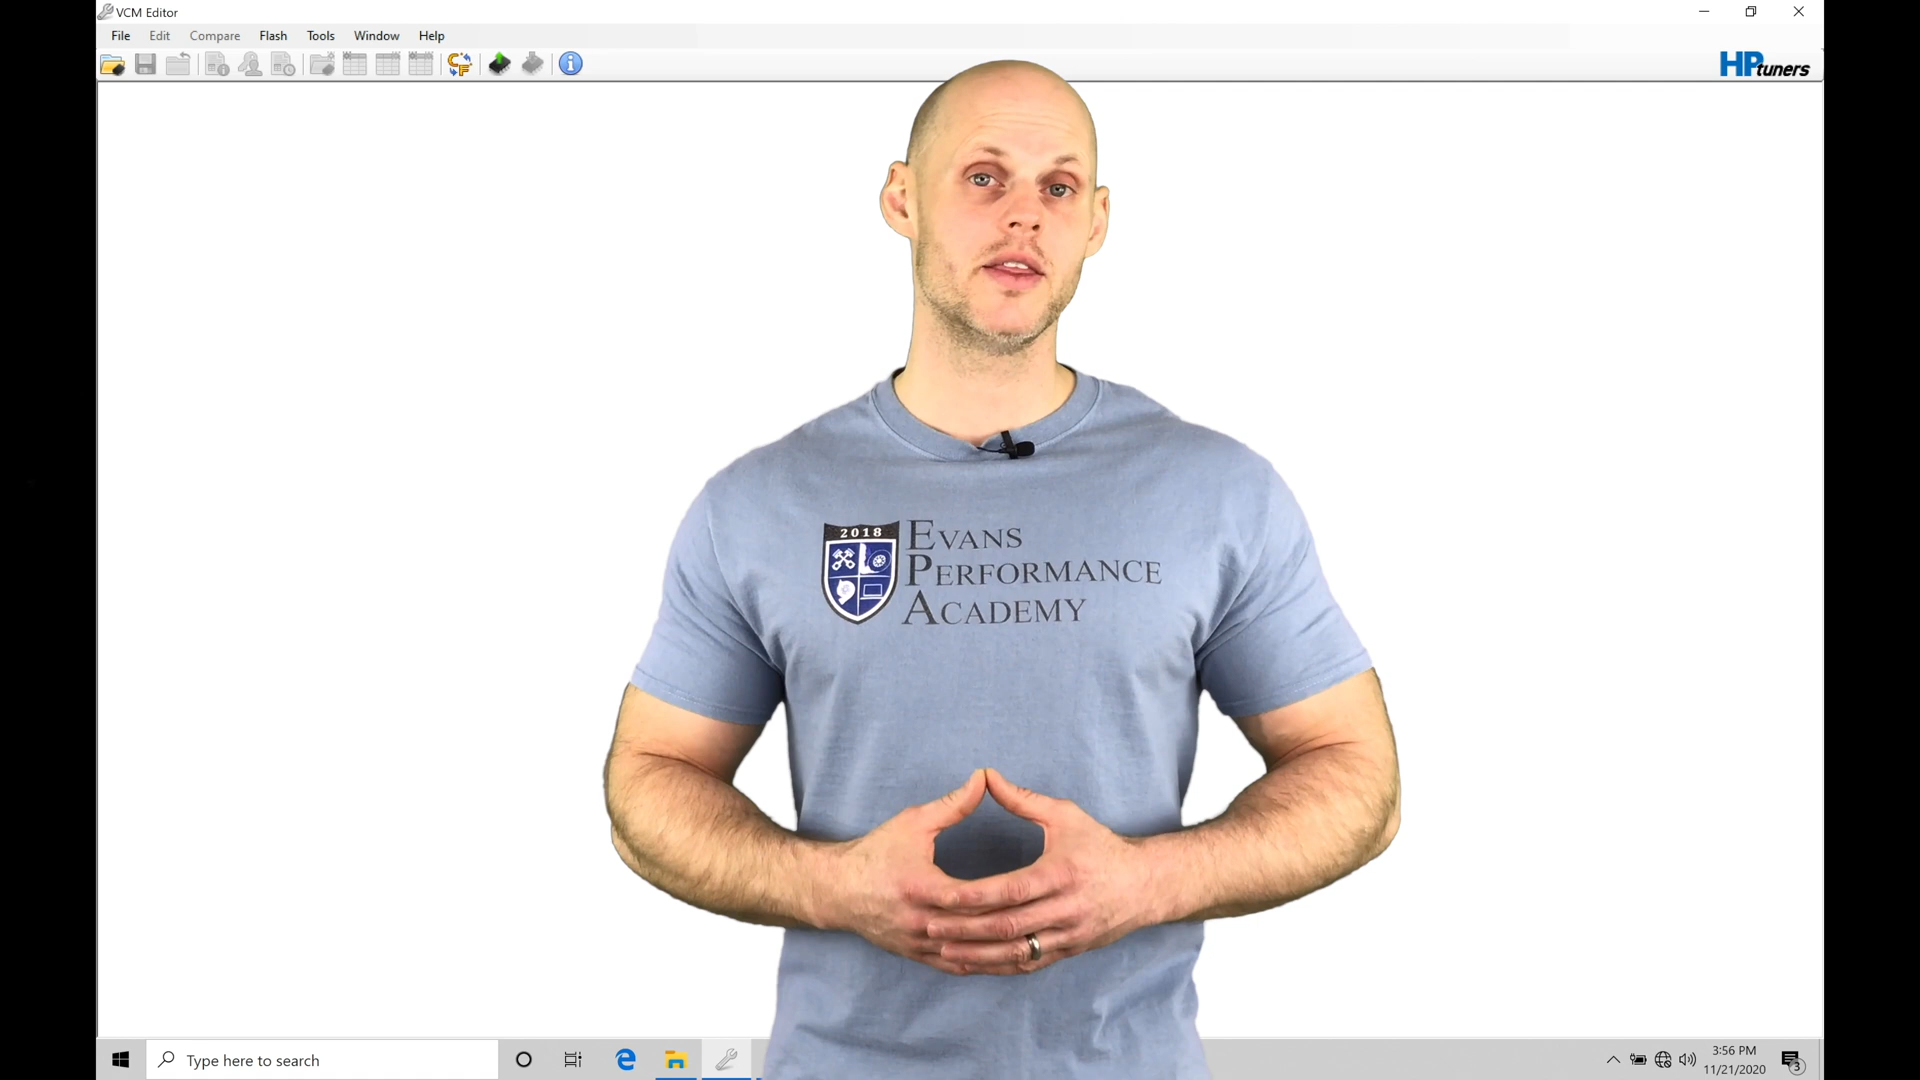 VCM Editor
File Edit Compare Flash Tools Window Help
HPtuners
2018
EVANS
PERFORMANCE
ACADEMY
Type here to search
3:56 PM
11/21/2020
3